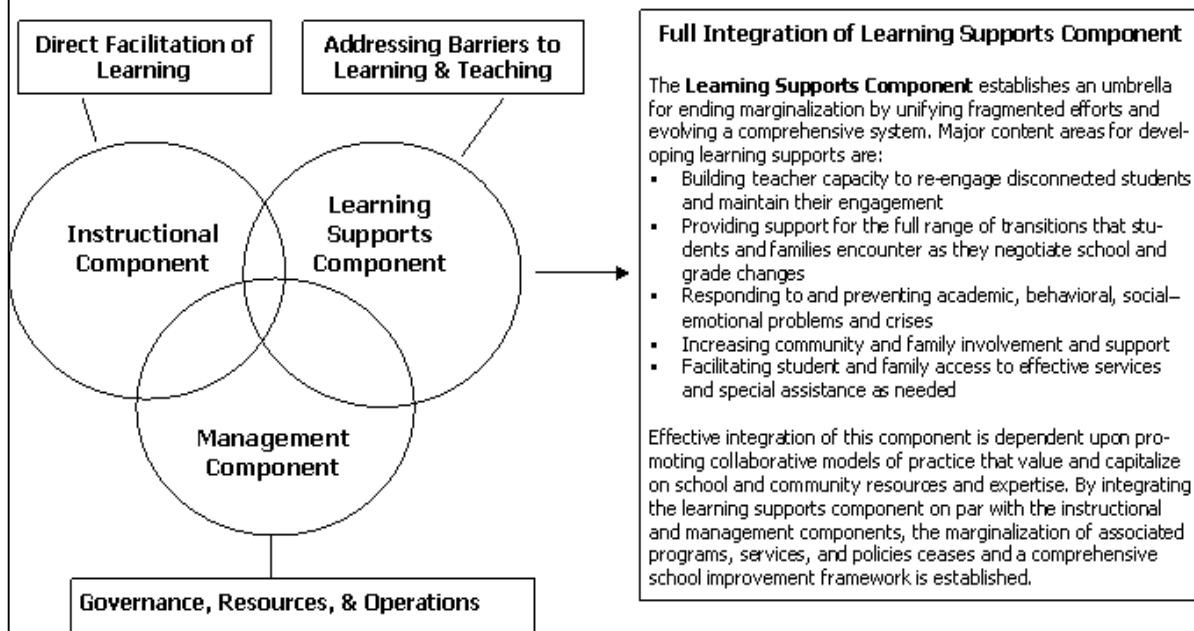 Direct Facilitation of
Learning
Addressing Barriers to
Learning & Teaching
Instructional
Component
Learning
Supports
Component
Management
Component
Governance, Resources, & Operations
Full Integration of Learning Supports Component
The Learning Supports Component establishes an umbrella
for ending marginalization by unifying fragmented efforts and
evolving a comprehensive system. Major content areas for devel-
oping learning supports are:
▪ Building teacher capacity to re-engage disconnected students
and maintain their engagement
▪ Providing support for the full range of transitions that stu-
dents and families encounter as they negotiate school and
grade changes
▪ Responding to and preventing academic, behavioral, social–
emotional problems and crises
▪ Increasing community and family involvement and support
▪ Facilitating student and family access to effective services
and special assistance as needed
Effective integration of this component is dependent upon pro-
moting collaborative models of practice that value and capitalize
on school and community resources and expertise. By integrating
the learning supports component on par with the instructional
and management components, the marginalization of associated
programs, services, and policies ceases and a comprehensive
school improvement framework is established.